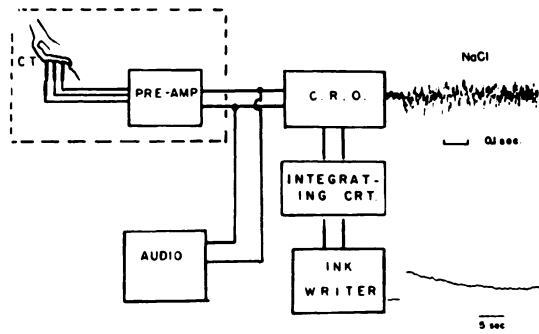 C T
PRE-AMP
C. R. O.
NaCl
0.1 sec.
INTEGRAT-
ING CRT.
AUDIO
INK
WRITER
5 sec